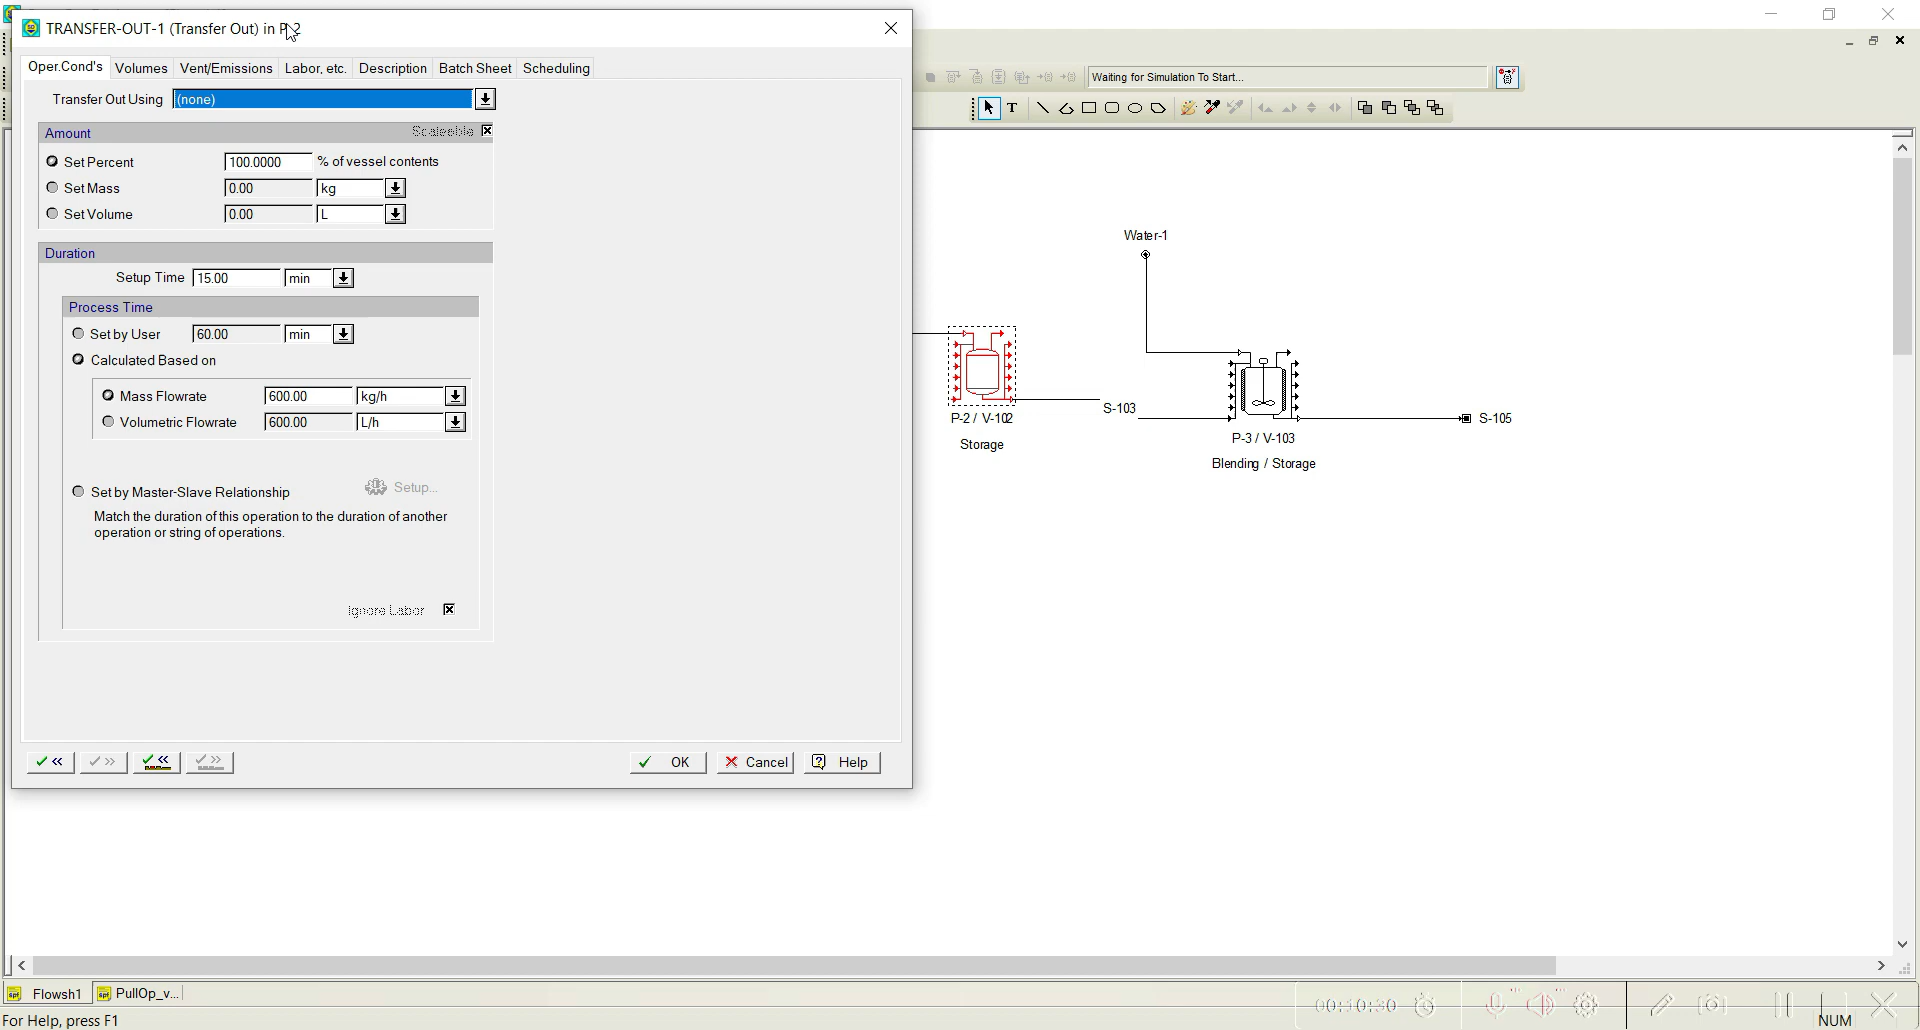 TRANSFER-OUT-1 (Transfer Out) in P-2
Oper.Cond's Volumes Vent/Emissions Labor, etc. Description Batch Sheet Scheduling
Transfer Out Using (none)
Amount Scaleable
Set Percent 100.0000 % of vessel contents
Set Mass 0.00 kg
Set Volume 0.00 L
Duration
Setup Time 15.00 min
Process Time
Set by User 60.00 min
Calculated Based on
Mass Flowrate 600.00 kg/h
Volumetric Flowrate 600.00 L/h
Set by Master-Slave Relationship Setup...
Match the duration of this operation to the duration of another
operation or string of operations.
Ignore Labor
OK Cancel Help
Waiting for Simulation To Start...
T
Water-1
P-2 / V-102
Storage
S-103
P-3 / V-103
Blending / Storage
S-105
Flowsh1 PullOp_v...
00:10:30
For Help, press F1
NUM